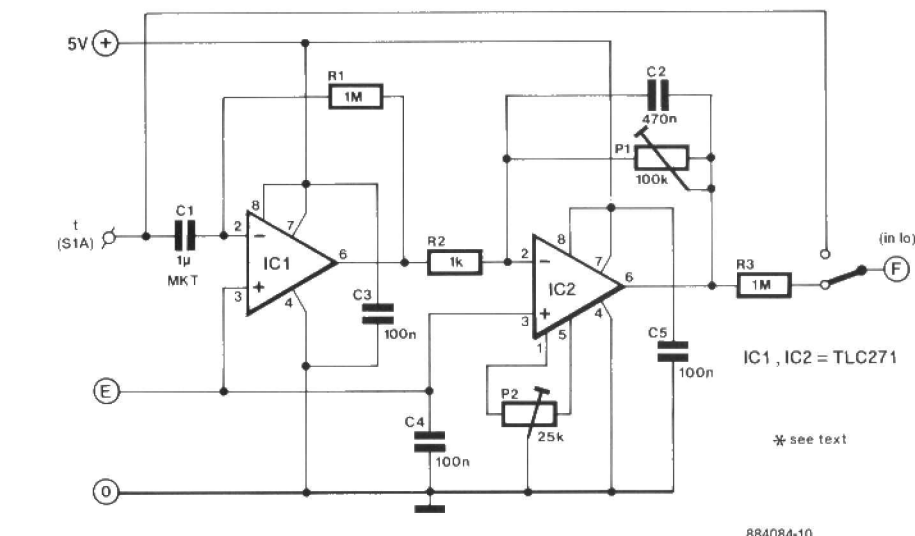 5V +
C2
R1
1M
470n
P1
100k
t
(S1A)
C1
1µ
MKT
8
7
2
−
IC1
6
3
+
4
R2
1k
8
7
2
−
IC2
6
3
+
4
1
5
R3
1M
(in lo)
F
C3
100n
C5
100n
IC1 , IC2 = TLC271
E
P2
25k
C4
100n
* see text
0
884084-10